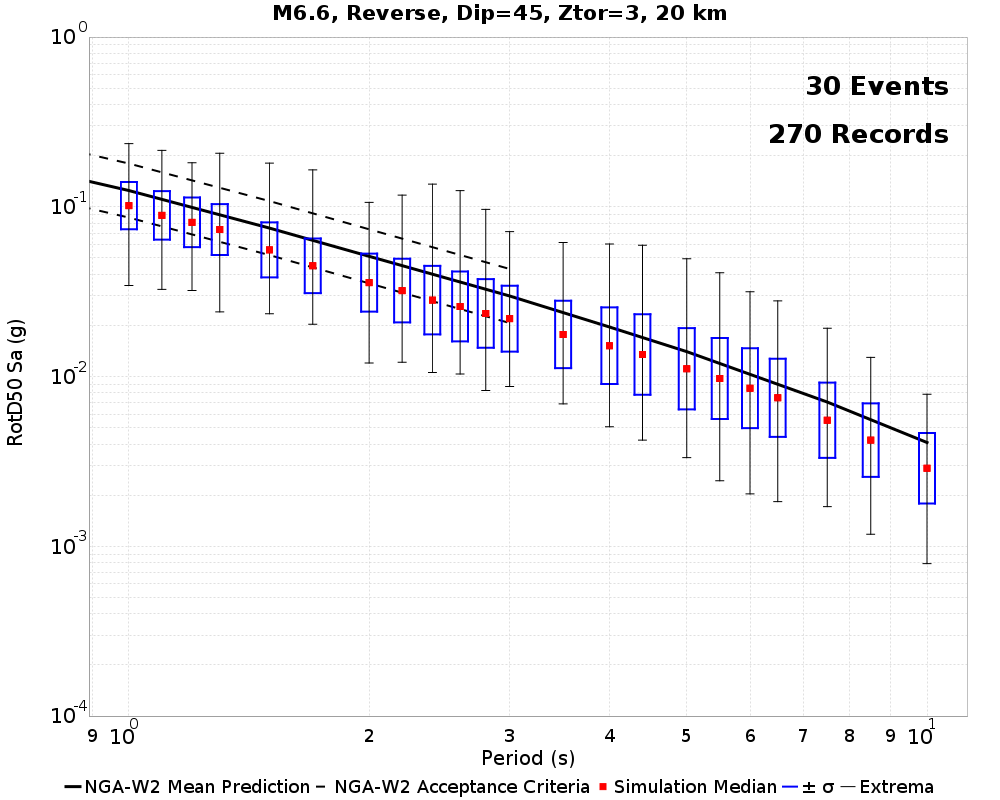 M6.6, Reverse, Dip=45, Ztor=3, 20 km
30 Events
270 Records
RotD50 Sa (g)
10^0
10^-1
10^-2
10^-3
10^-4
9 10^0 2 3 4 5 6 7 8 9 10^1
Period (s)
NGA-W2 Mean Prediction NGA-W2 Acceptance Criteria Simulation Median ± σ Extrema